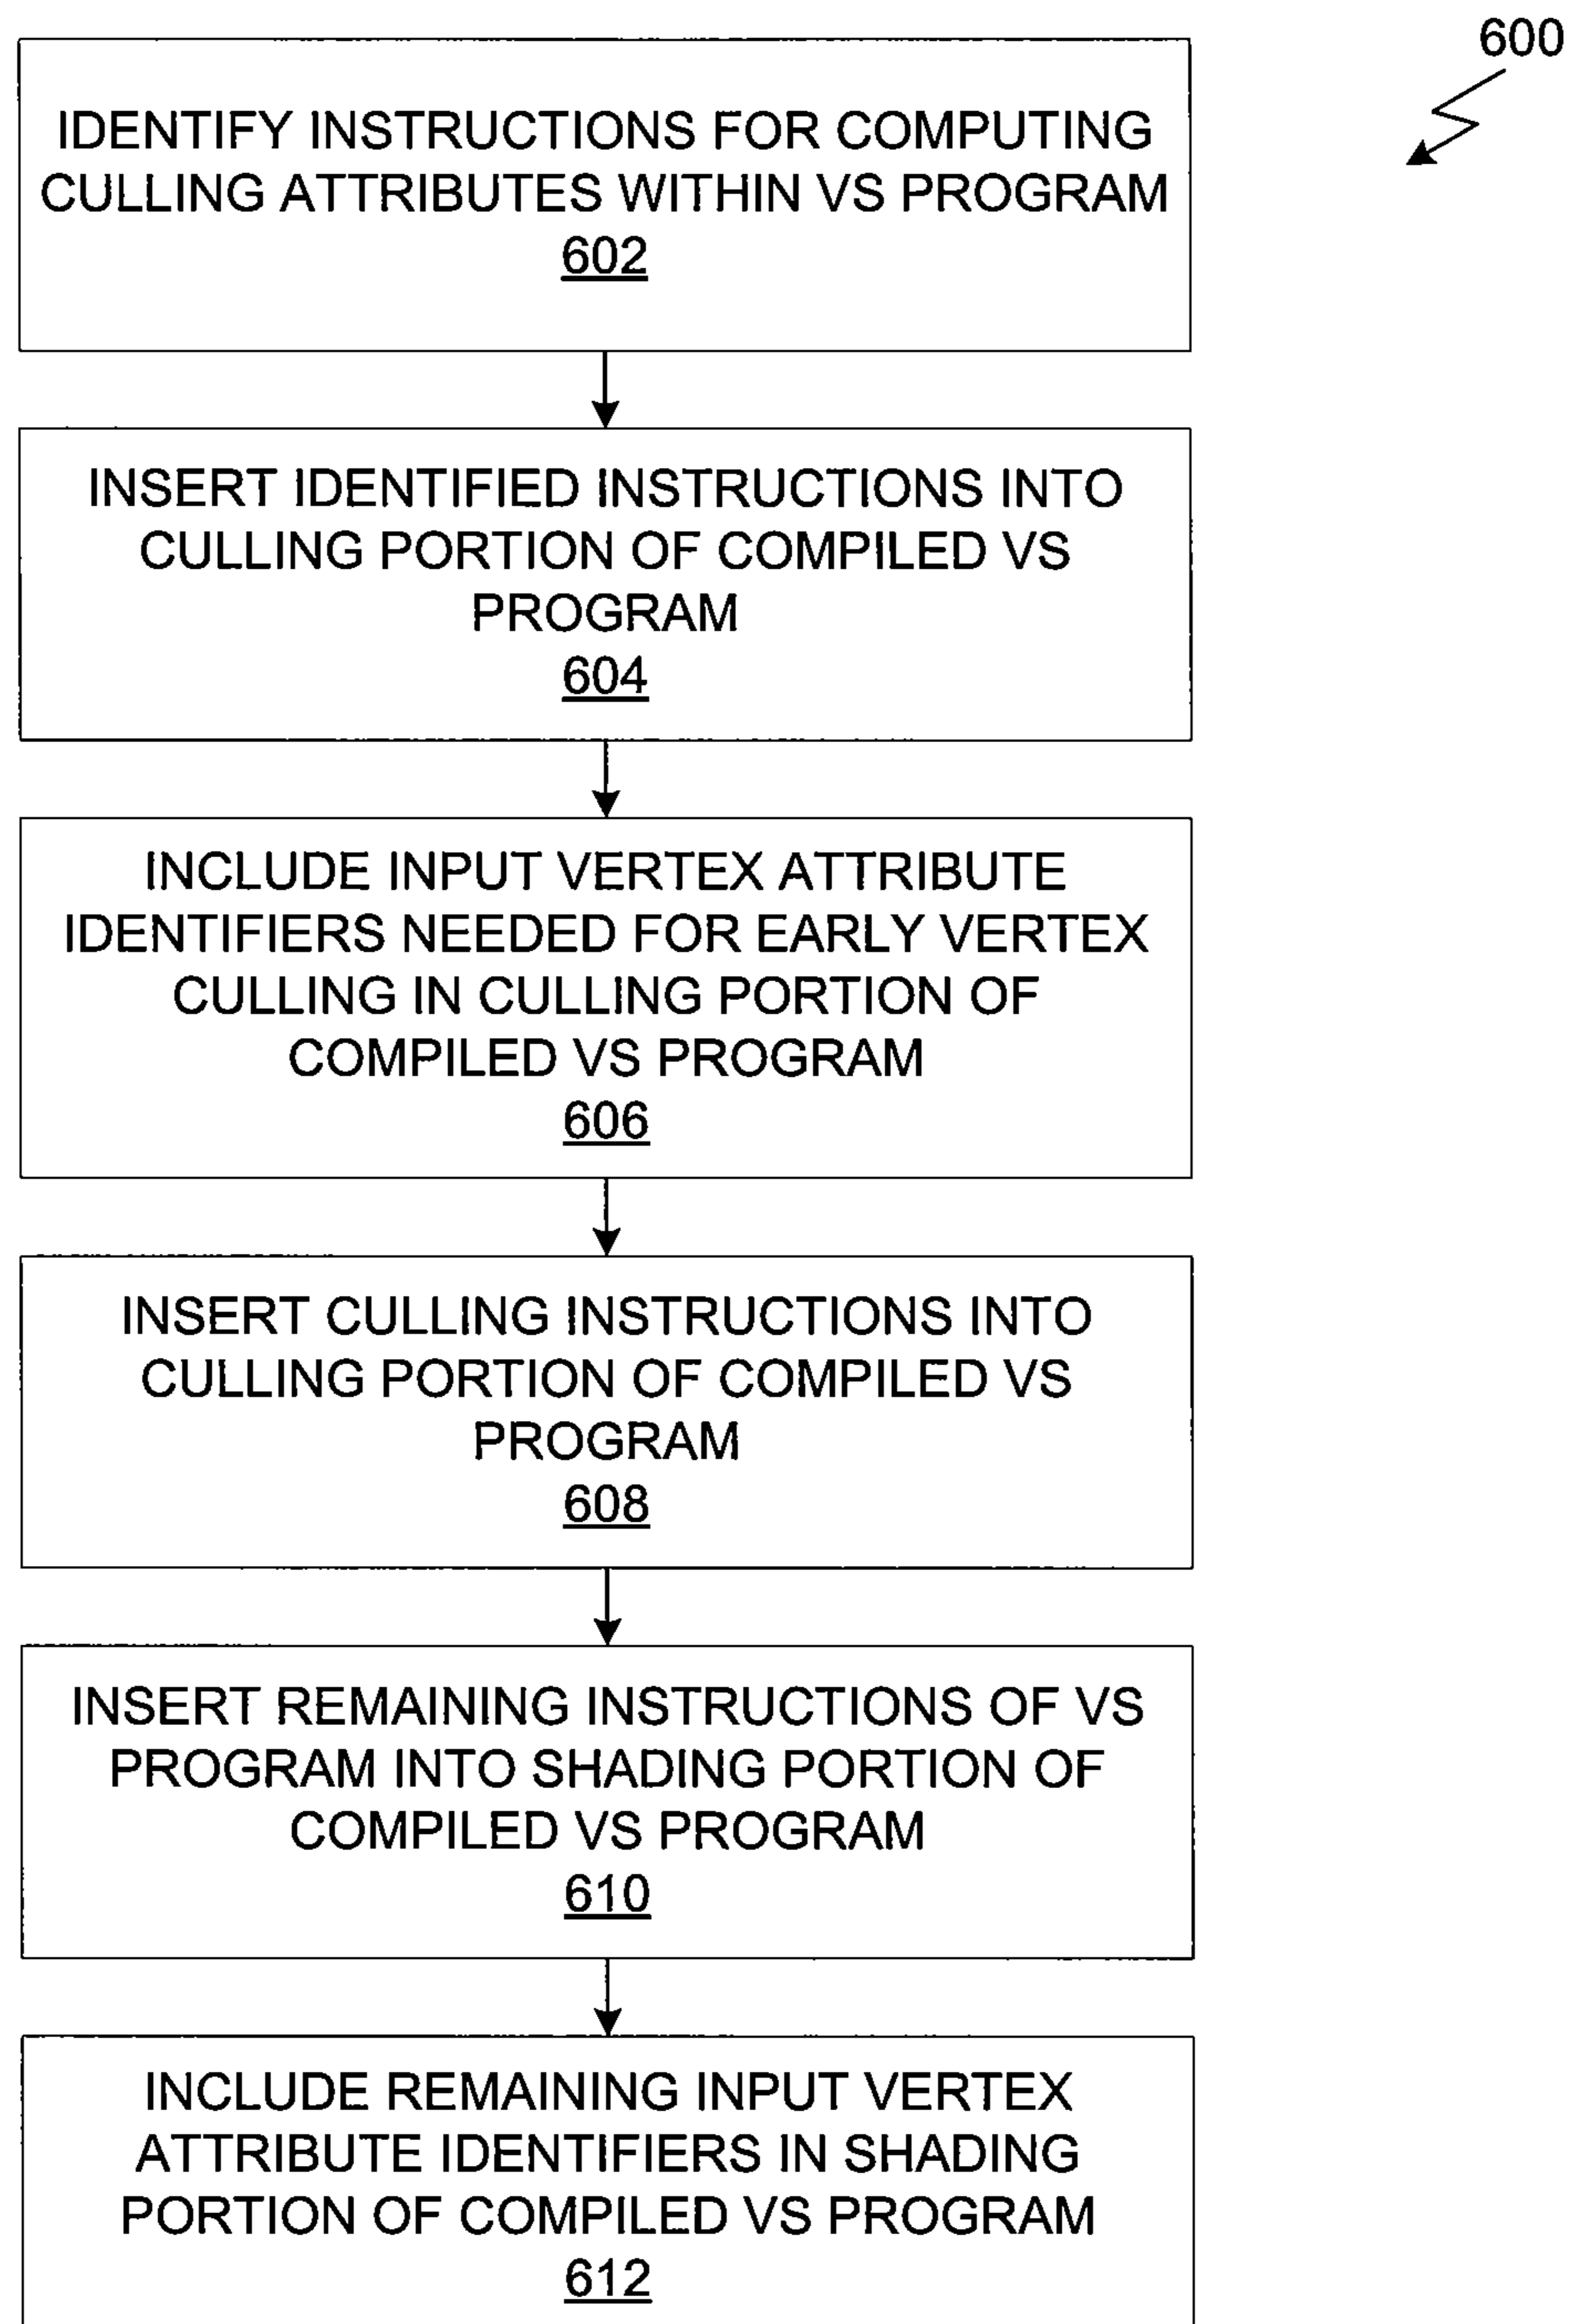 600
IDENTIFY INSTRUCTIONS FOR COMPUTING
CULLING ATTRIBUTES WITHIN VS PROGRAM
602
INSERT IDENTIFIED INSTRUCTIONS INTO
CULLING PORTION OF COMPILED VS
PROGRAM
604
INCLUDE INPUT VERTEX ATTRIBUTE
IDENTIFIERS NEEDED FOR EARLY VERTEX
CULLING IN CULLING PORTION OF
COMPILED VS PROGRAM
606
INSERT CULLING INSTRUCTIONS INTO
CULLING PORTION OF COMPILED VS
PROGRAM
608
INSERT REMAINING INSTRUCTIONS OF VS
PROGRAM INTO SHADING PORTION OF
COMPILED VS PROGRAM
610
INCLUDE REMAINING INPUT VERTEX
ATTRIBUTE IDENTIFIERS IN SHADING
PORTION OF COMPILED VS PROGRAM
612